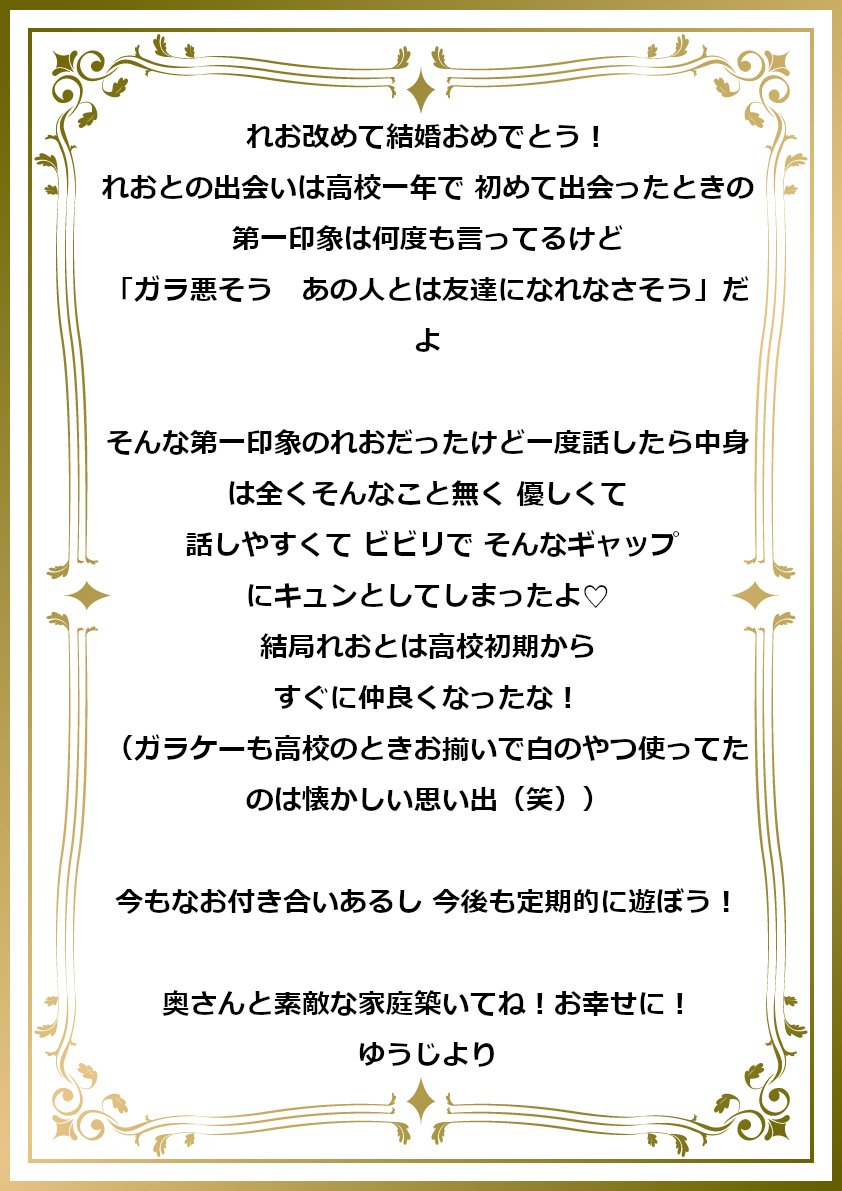 れお改めて結婚おめでとう！
れおとの出会いは高校一年で 初めて出会ったときの
第一印象は何度も言ってるけど
「ガラ悪そう　あの人とは友達になれなさそう」だ
よ
そんな第一印象のれおだったけど一度話したら中身
は全くそんなこと無く 優しくて
話しやすくて ビビリで そんなギャップ
にキュンとしてしまったよ♡
結局れおとは高校初期から
すぐに仲良くなったな！
（ガラケーも高校のときお揃いで白のやつ使ってた
のは懐かしい思い出（笑））
今もなお付き合いあるし 今後も定期的に遊ぼう！
奥さんと素敵な家庭築いてね！お幸せに！
ゆうじより